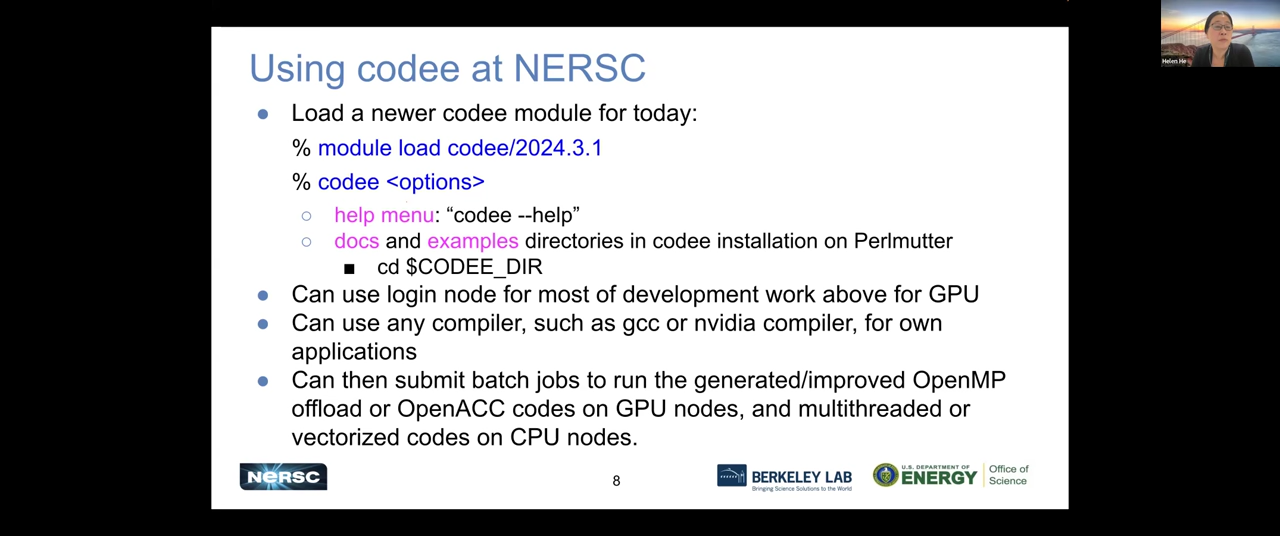 Helen He
Using codee at NERSC
● Load a newer codee module for today:
% module load codee/2024.3.1
% codee <options>
○ help menu: “codee --help”
○ docs and examples directories in codee installation on Perlmutter
■ cd $CODEE_DIR
● Can use login node for most of development work above for GPU
● Can use any compiler, such as gcc or nvidia compiler, for own
applications
● Can then submit batch jobs to run the generated/improved OpenMP
offload or OpenACC codes on GPU nodes, and multithreaded or
vectorized codes on CPU nodes.
NERSC
8
BERKELEY LAB
Bringing Science Solutions to the World
U.S. DEPARTMENT OF
ENERGY
Office of
Science